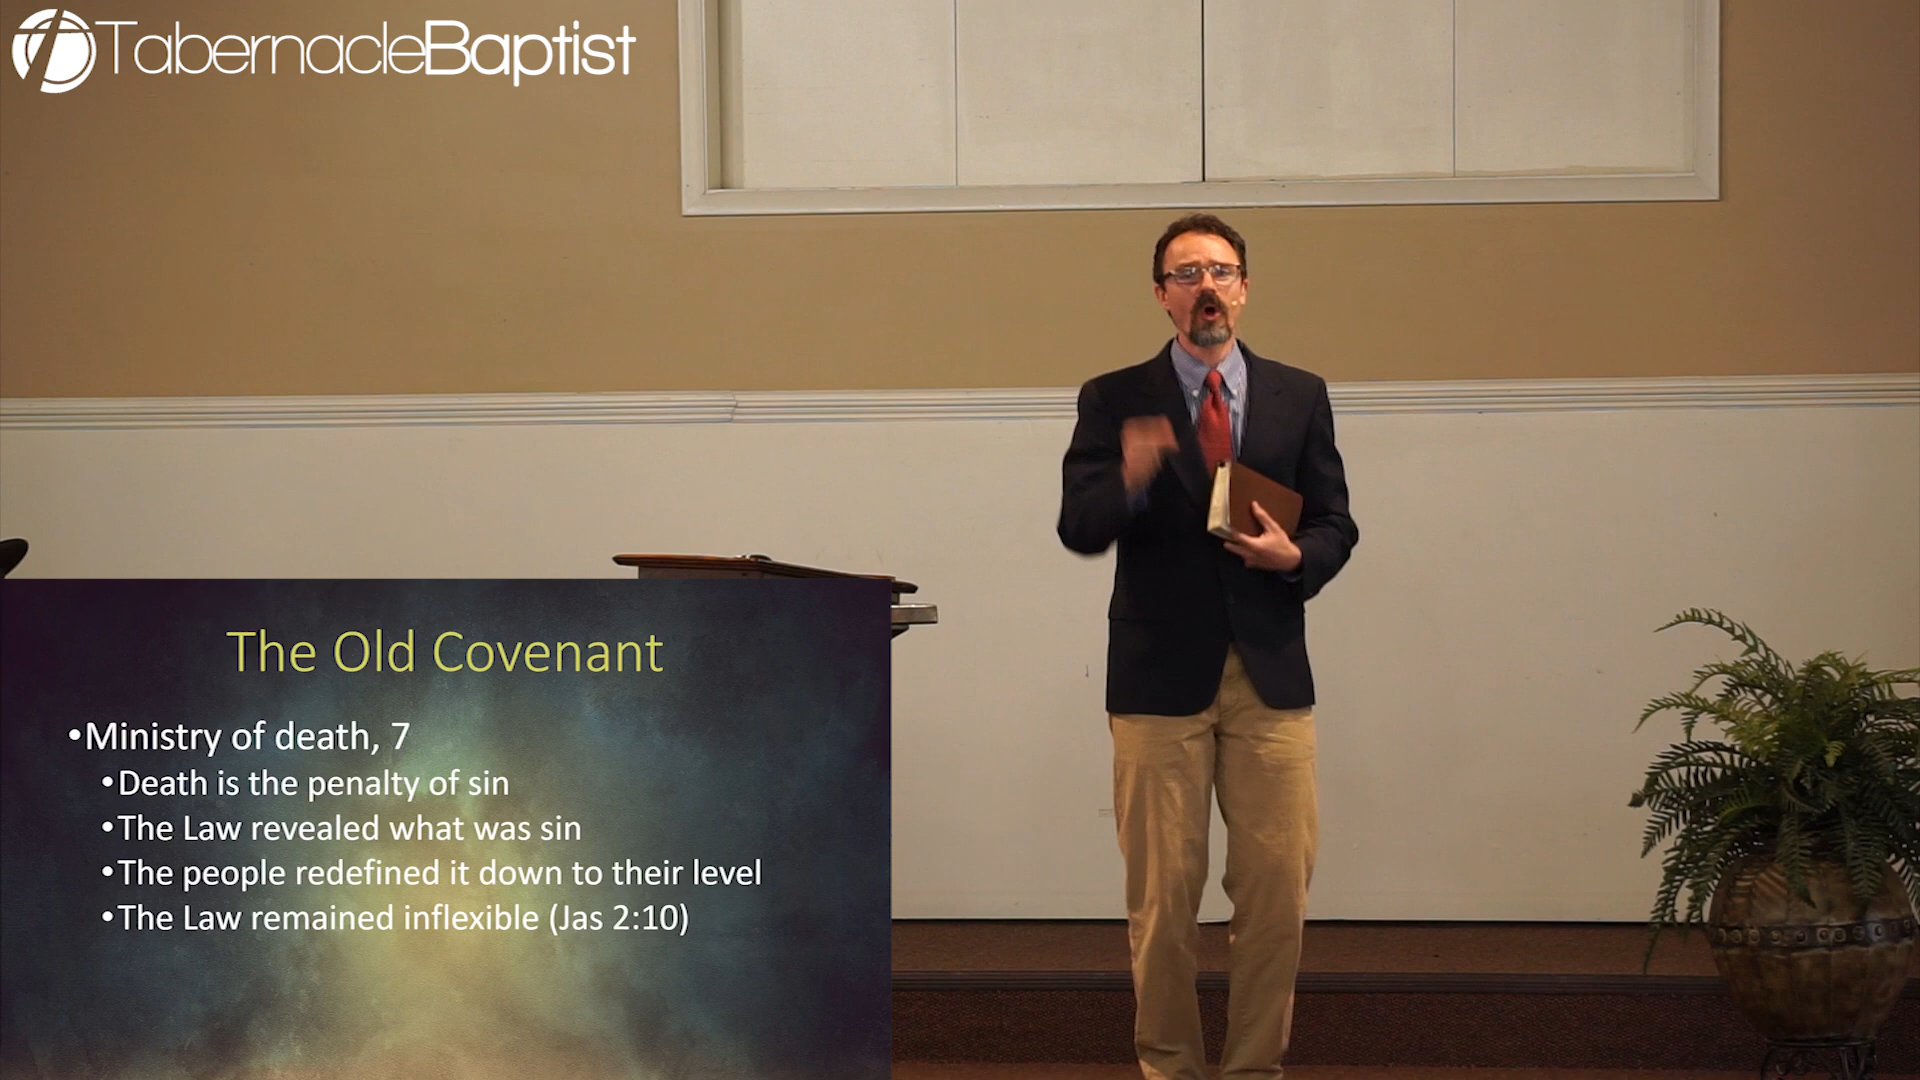 TabernacleBaptist
The Old Covenant
•Ministry of death, 7
•Death is the penalty of sin
•The Law revealed what was sin
•The people redefined it down to their level
•The Law remained inflexible (Jas 2:10)